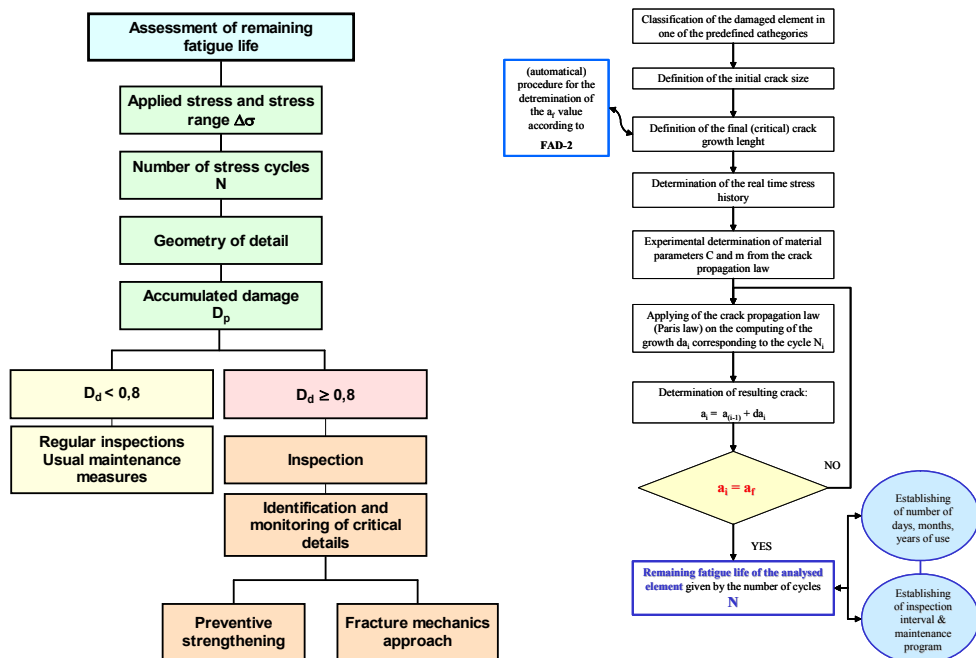 Assessment of remaining
fatigue life
Applied stress and stress
range Δσ
Number of stress cycles
N
Geometry of detail
Accumulated damage
Dp
Dd < 0,8
Dd ≥ 0,8
Regular inspections
Usual maintenance
measures
Inspection
Identification and
monitoring of critical
details
Preventive
strengthening
Fracture mechanics
approach
Classification of the damaged element in
one of the predefined cathegories
Definition of the initial crack size
(automatical)
procedure for the
detremination of
the af value
according to
FAD-2
Definition of the final (critical) crack
growth lenght
Determination of the real time stress
history
Experimental determination of material
parameters C and m from the crack
propagation law
Applying of the crack propagation law
(Paris law) on the computing of the
growth dai corresponding to the cycle Ni
Determination of resulting crack:
ai = a(i-1) + dai
ai = af
NO
YES
Remaining fatigue life of the analysed
element given by the number of cycles
N
Establishing
of number of
days, months,
years of use
Establishing
of inspection
interval &
maintenance
program